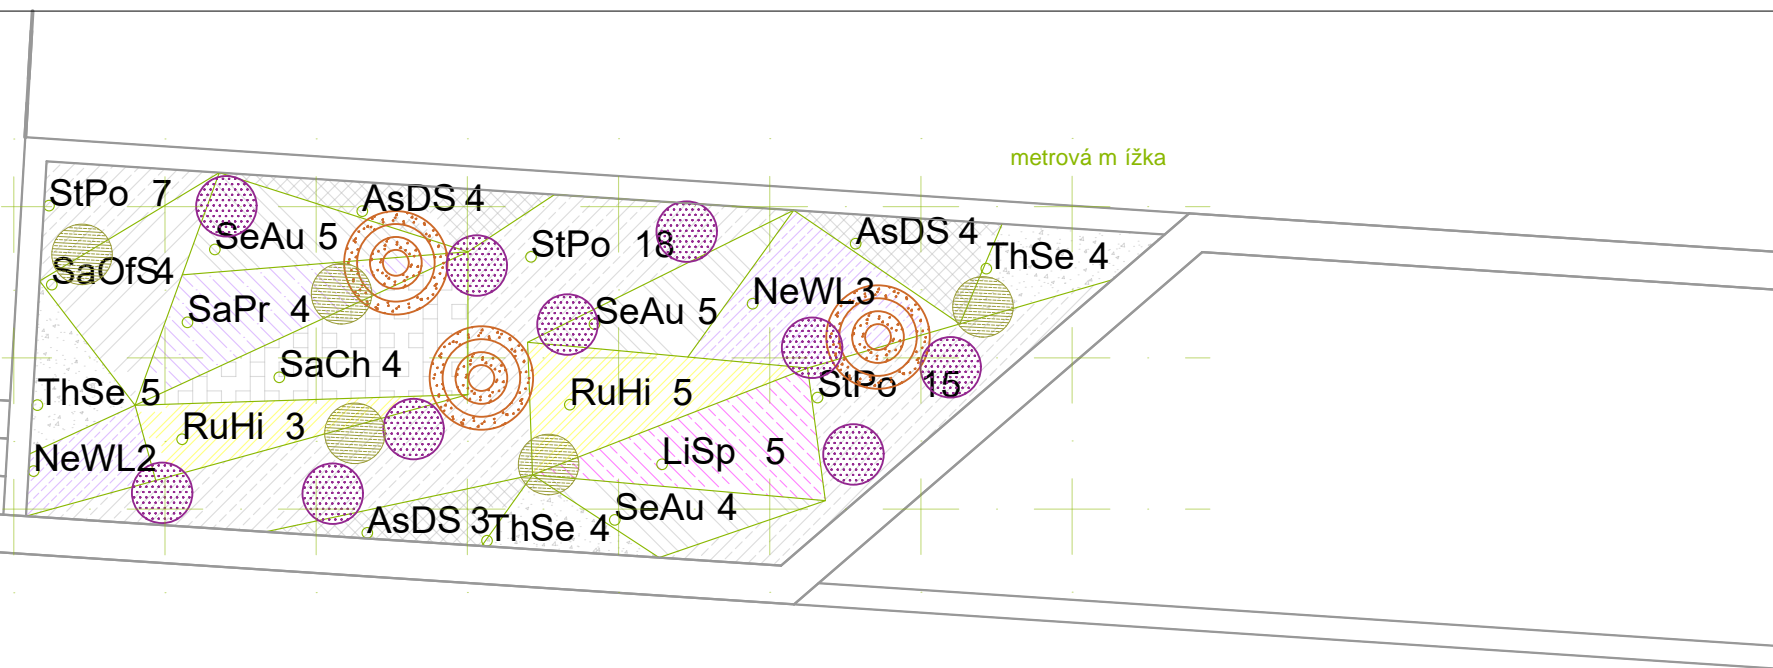 metrová m ížka
StPo 7
AsDS 4
SeAu 5
StPo 18
AsDS 4
ThSe 4
SaOfS4
SaPr 4
SeAu 5
NeWL3
SaCh 4
ThSe 5
RuHi 5
StPo 15
RuHi 3
NeWL2
LiSp 5
AsDS 3
ThSe 4
SeAu 4